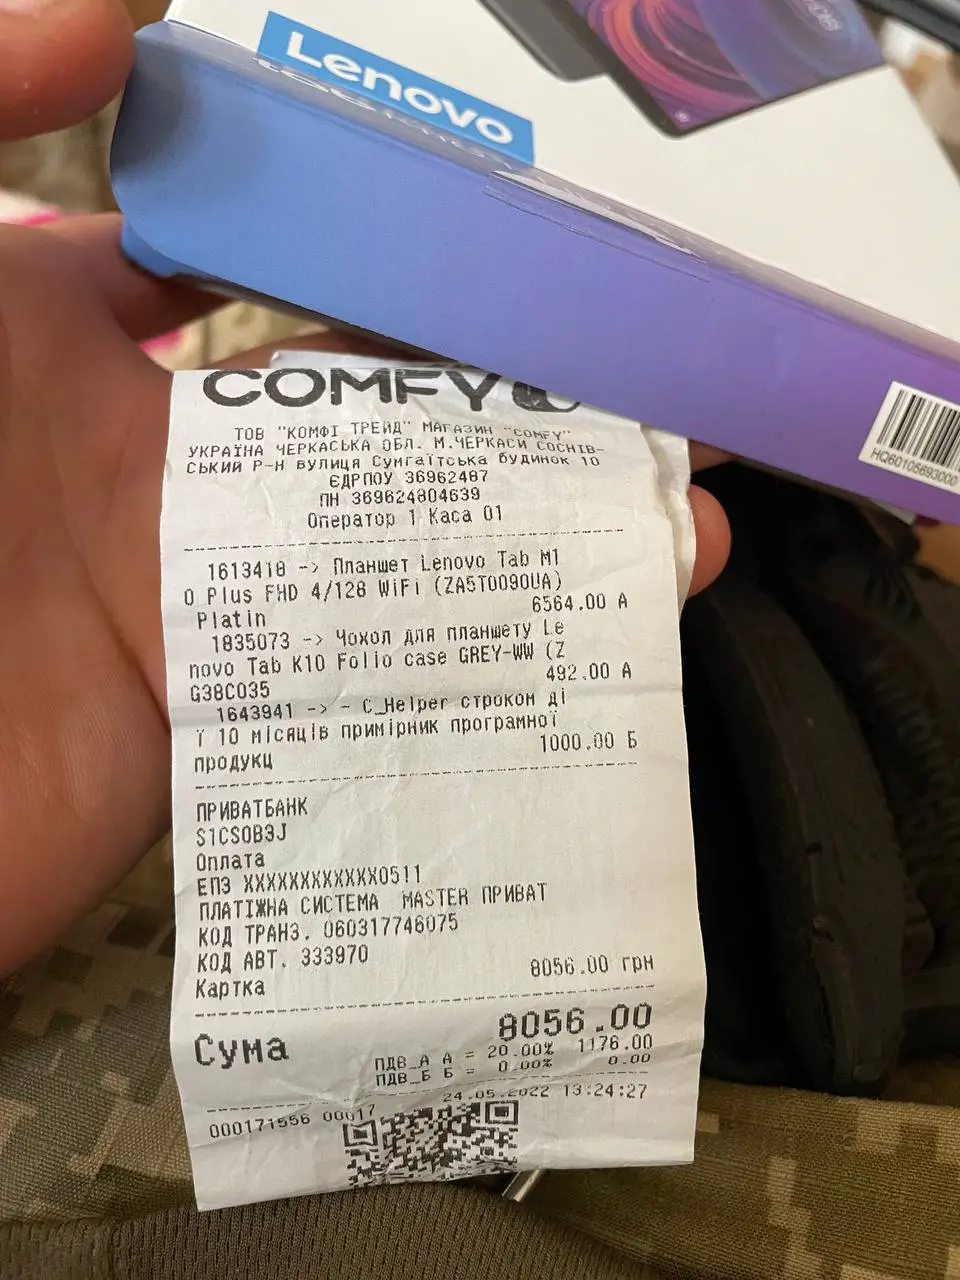 Lenovo
HQ60105693000
COMFY
ТОВ "КОМФІ ТРЕЙД" МАГАЗИН "COMFY"
УКРАЇНА ЧЕРКАСЬКА ОБЛ. М.ЧЕРКАСИ СОСНІВ-
СЬКИЙ Р-Н ВУЛИЦЯ Сумгаїтська будинок 10
ЄДРПОУ 36962487
ПН 369624804639
Оператор 1 Каса 01
1613418 -> Планшет Lenovo Tab M1
0 Plus FHD 4/128 WiFi (ZA5T0090UA)
Platin 6564.00 А
1835073 -> Чохол для планшету Le
novo Tab K10 Folio case GREY-WW (Z
G38C035 492.00 А
1643941 -> ~ C_Helper строком ді
ї 10 місяців примірник програмної
продукц 1000.00 Б
ПРИВАТБАНК
S1CS0B3J
Оплата
ЕПЗ XXXXXXXXXXXX0511
ПЛАТІЖНА СИСТЕМА MASTER ПРИВАТ
КОД ТРАНЗ. 060317746075
КОД АВТ. 333970
Картка 8056.00 грн
Сума 8056.00
ПДВ_А А = 20.00% 1176.00
ПДВ_Б Б = 0.00% 0.00
24.05.2022 13:24:27
000171556 00017